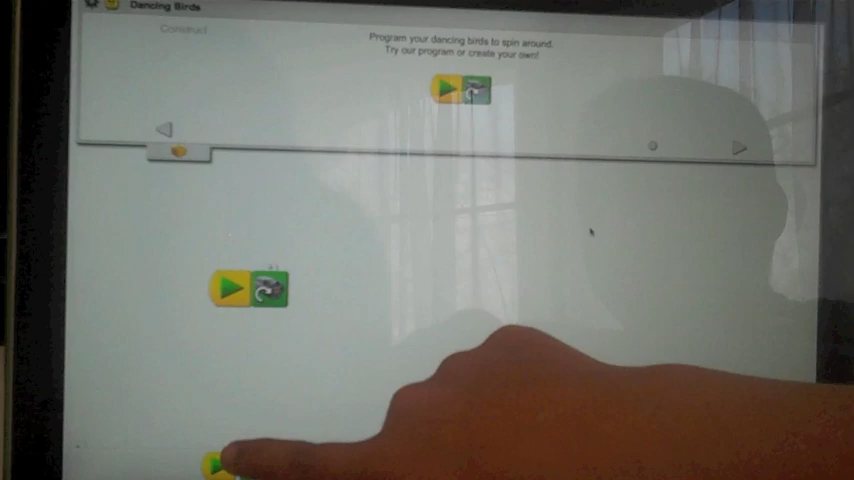 Dancing Birds
Construct
Program your dancing birds to spin around.
Try our program or create your own!